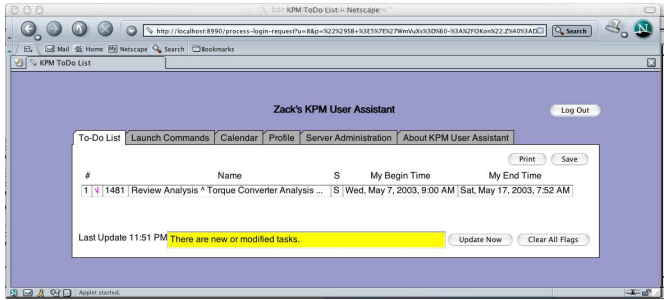 KPM ToDo List - Netscape
http://localhost:8990/process-login-request?u=8&p=%22%29SB+%3E5%7E%27WmVuXs%3D%60-%3A%2FOKon%22.Z%40%3AD
Search
Mail Home Netscape Search Bookmarks
KPM ToDo List
Zack's KPM User Assistant
Log Out
To-Do List Launch Commands Calendar Profile Server Administration About KPM User Assistant
Print Save
# Name S My Begin Time My End Time
1 1481 Review Analysis ^ Torque Converter Analysis ... S Wed, May 7, 2003, 9:00 AM Sat, May 17, 2003, 7:52 AM
Last Update 11:51 PM There are new or modified tasks. Update Now Clear All Flags
Applet started.